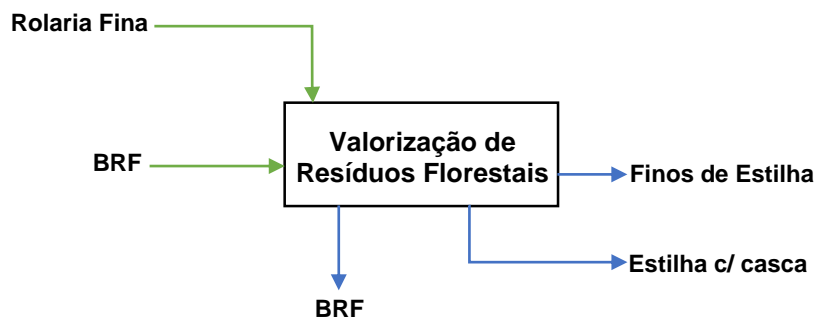 Rolaria Fina
Valorização de
Resíduos Florestais
BRF
Finos de Estilha
Estilha c/ casca
BRF